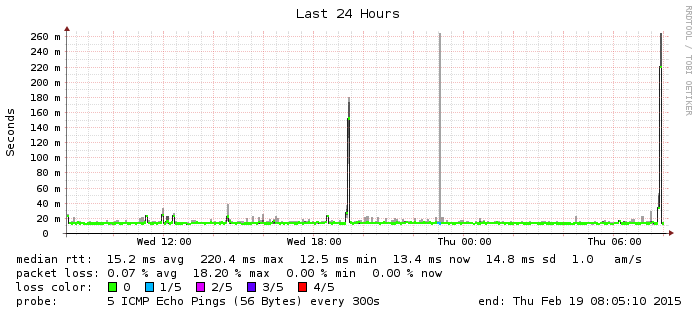 Last 24 Hours
RRDTOOL / TOBI OETIKER
Seconds
260 m
240 m
220 m
200 m
180 m
160 m
140 m
120 m
100 m
80 m
60 m
40 m
20 m
0
Wed 12:00 Wed 18:00 Thu 00:00 Thu 06:00
median rtt: 15.2 ms avg 220.4 ms max 12.5 ms min 13.4 ms now 14.8 ms sd 1.0 am/s
packet loss: 0.07 % avg 18.20 % max 0.00 % min 0.00 % now
loss color: 0 1/5 2/5 3/5 4/5
probe: 5 ICMP Echo Pings (56 Bytes) every 300s end: Thu Feb 19 08:05:10 2015